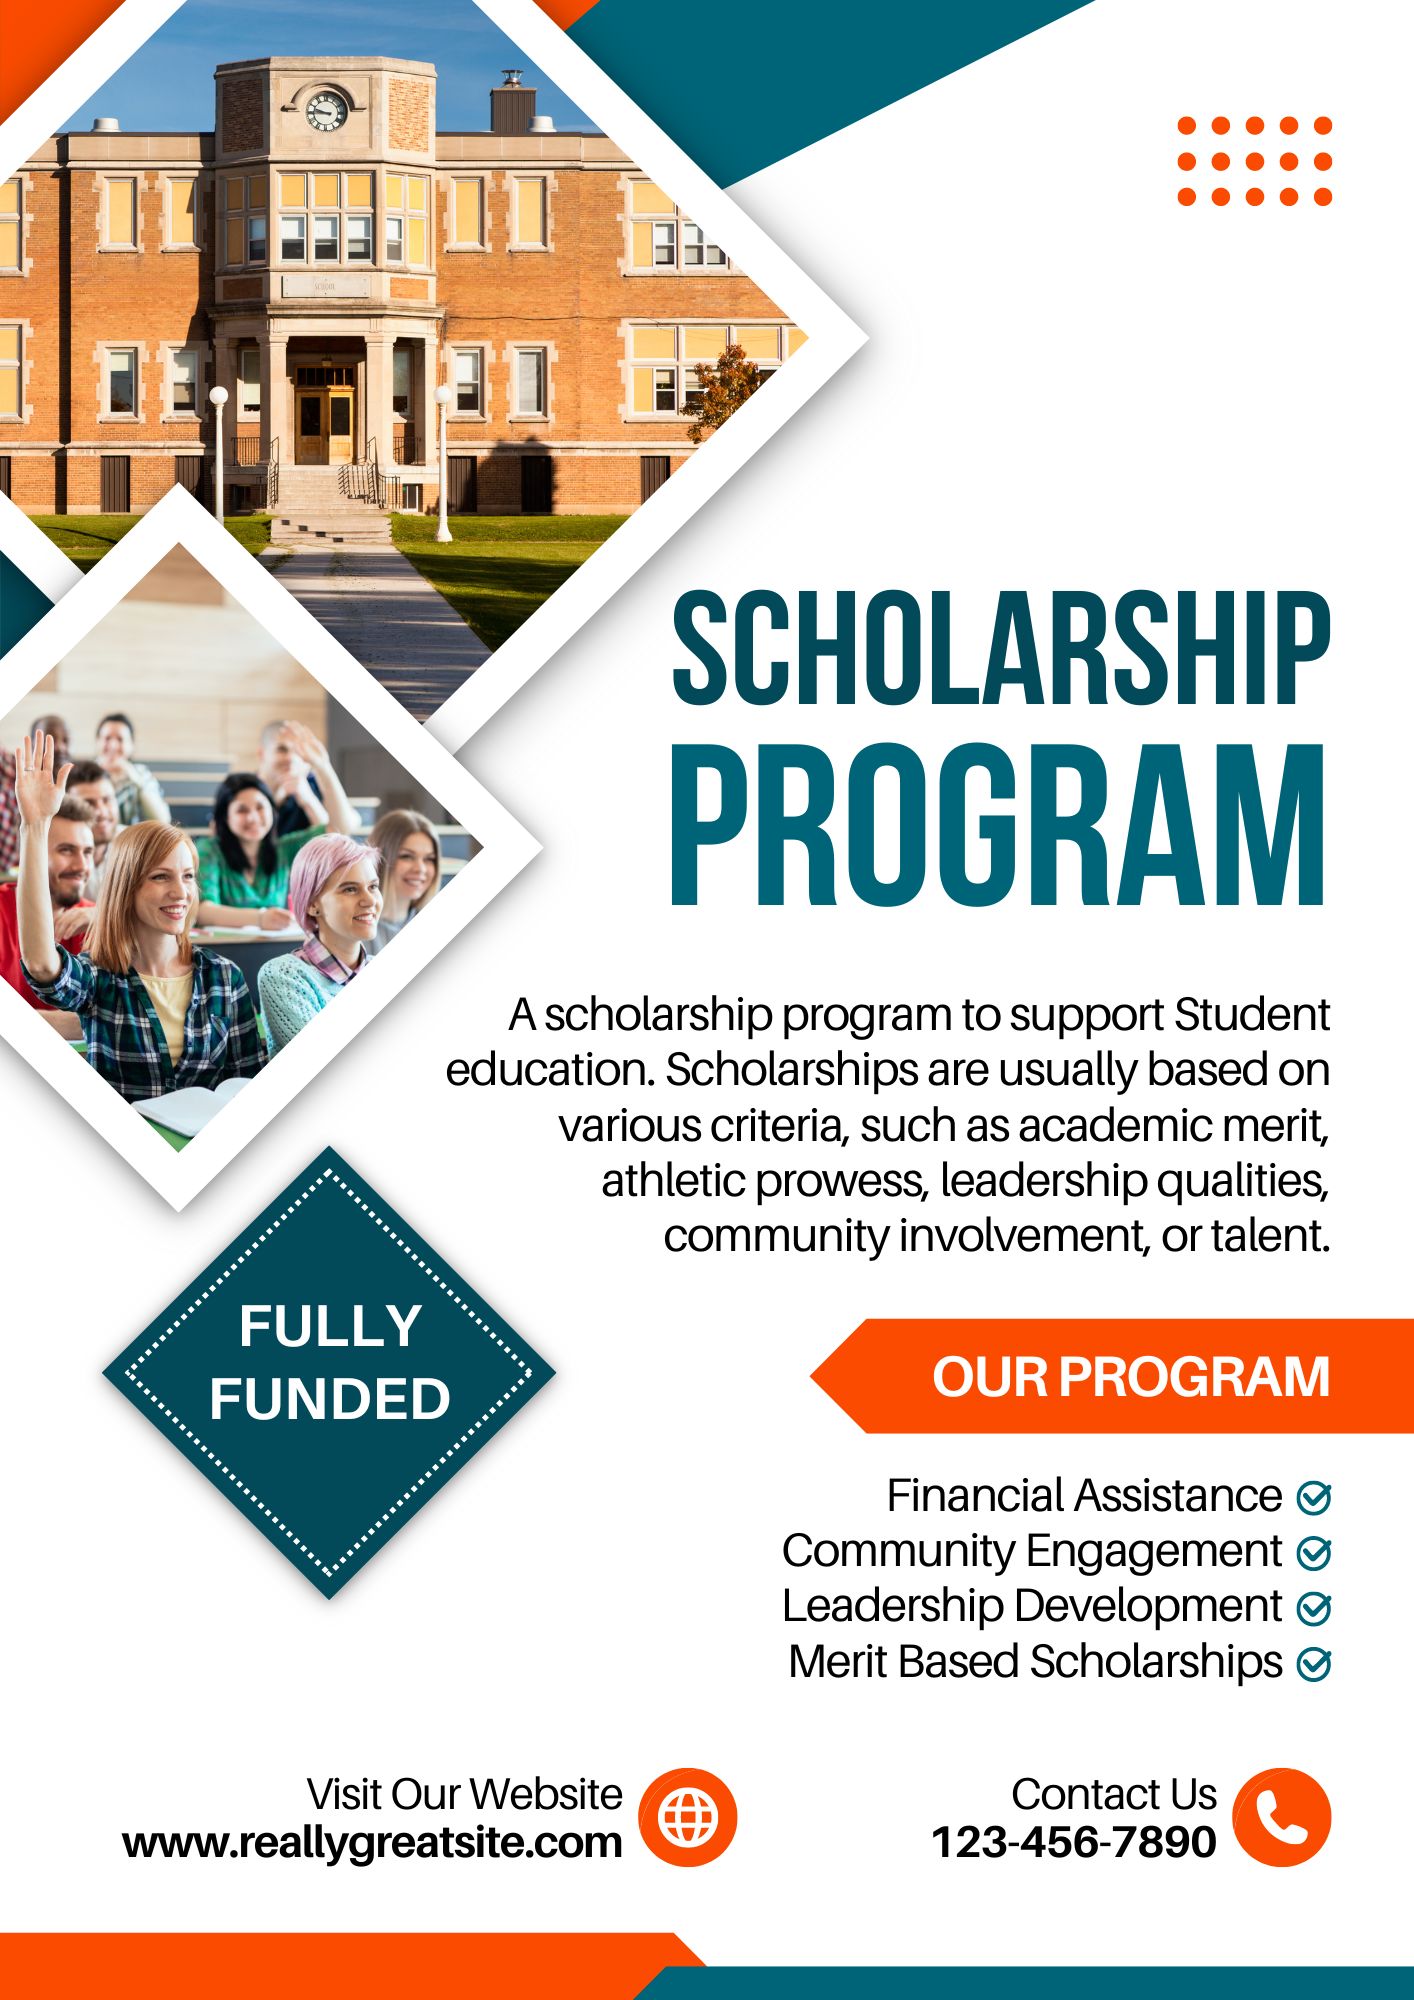 SCHOOL
SCHOLARSHIP
PROGRAM
A scholarship program to support Student
education. Scholarships are usually based on
various criteria, such as academic merit,
athletic prowess, leadership qualities,
community involvement, or talent.
FULLY
FUNDED
OUR PROGRAM
Financial Assistance
Community Engagement
Leadership Development
Merit Based Scholarships
Visit Our Website
www.reallygreatsite.com
Contact Us
123-456-7890